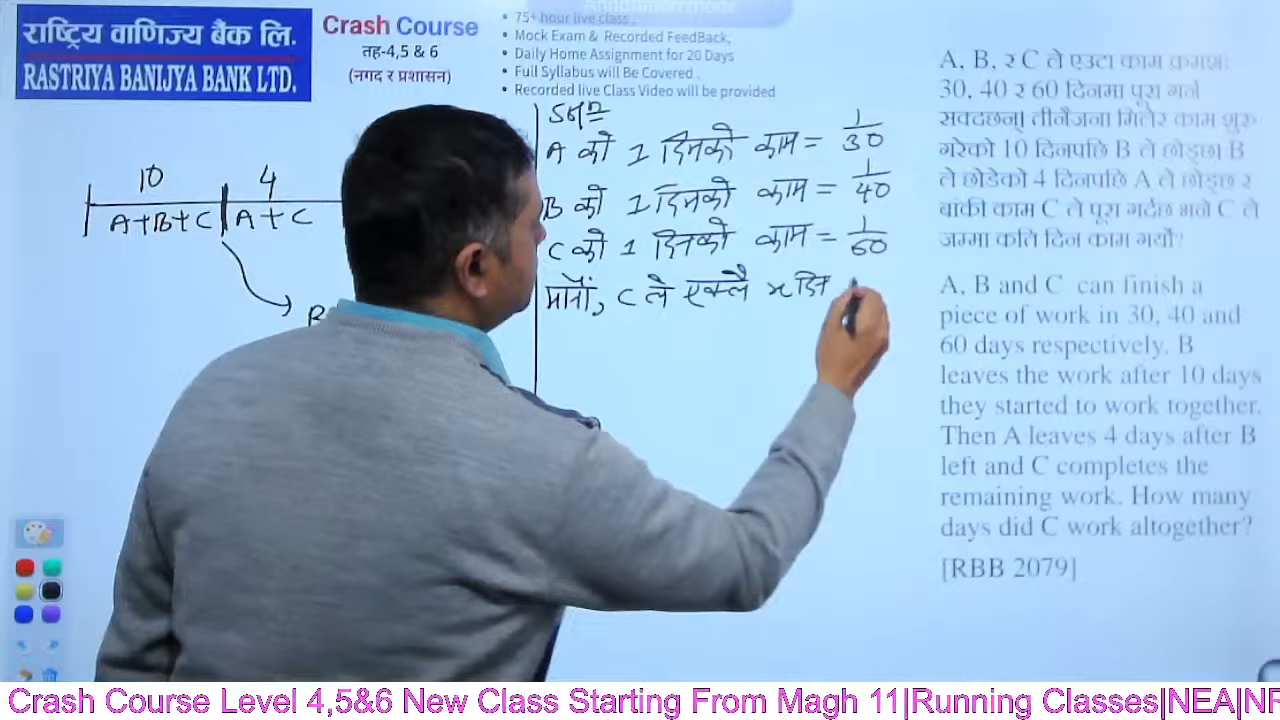 Annotation mode
राष्ट्रिय वाणिज्य बैंक लि.
RASTRIYA BANIJYA BANK LTD.
Crash Course
तह-4,5 & 6
(नगद र प्रशासन)
• 75+ hour live class ,
• Mock Exam & Recorded FeedBack,
• Daily Home Assignment for 20 Days
• Full Syllabus will Be Covered .
• Recorded live Class Video will be provided
10 4
A+B+C A+C
B
Solⁿ
A को 1 दिनको काम = 1/30
B को 1 दिनको काम = 1/40
C को 1 दिनको काम = 1/60
मानौं, C ले एक्लै x दिन
A, B, र C ले एउटा काम क्रमशः
30, 40 र 60 दिनमा पूरा गर्न
सक्दछन्। तीनैजना मिलेर काम शुरु
गरेको 10 दिनपछि B ले छोड्छ। B
ले छोडेको 4 दिनपछि A ले छोड्छ र
बांकी काम C ले पूरा गर्दछ भने C ले
जम्मा कति दिन काम गर्यो?
A, B and C can finish a
piece of work in 30, 40 and
60 days respectively. B
leaves the work after 10 days
they started to work together.
Then A leaves 4 days after B
left and C completes the
remaining work. How many
days did C work altogether?
[RBB 2079]
Crash Course Level 4,5&6 New Class Starting From Magh 11|Running Classes|NEA|